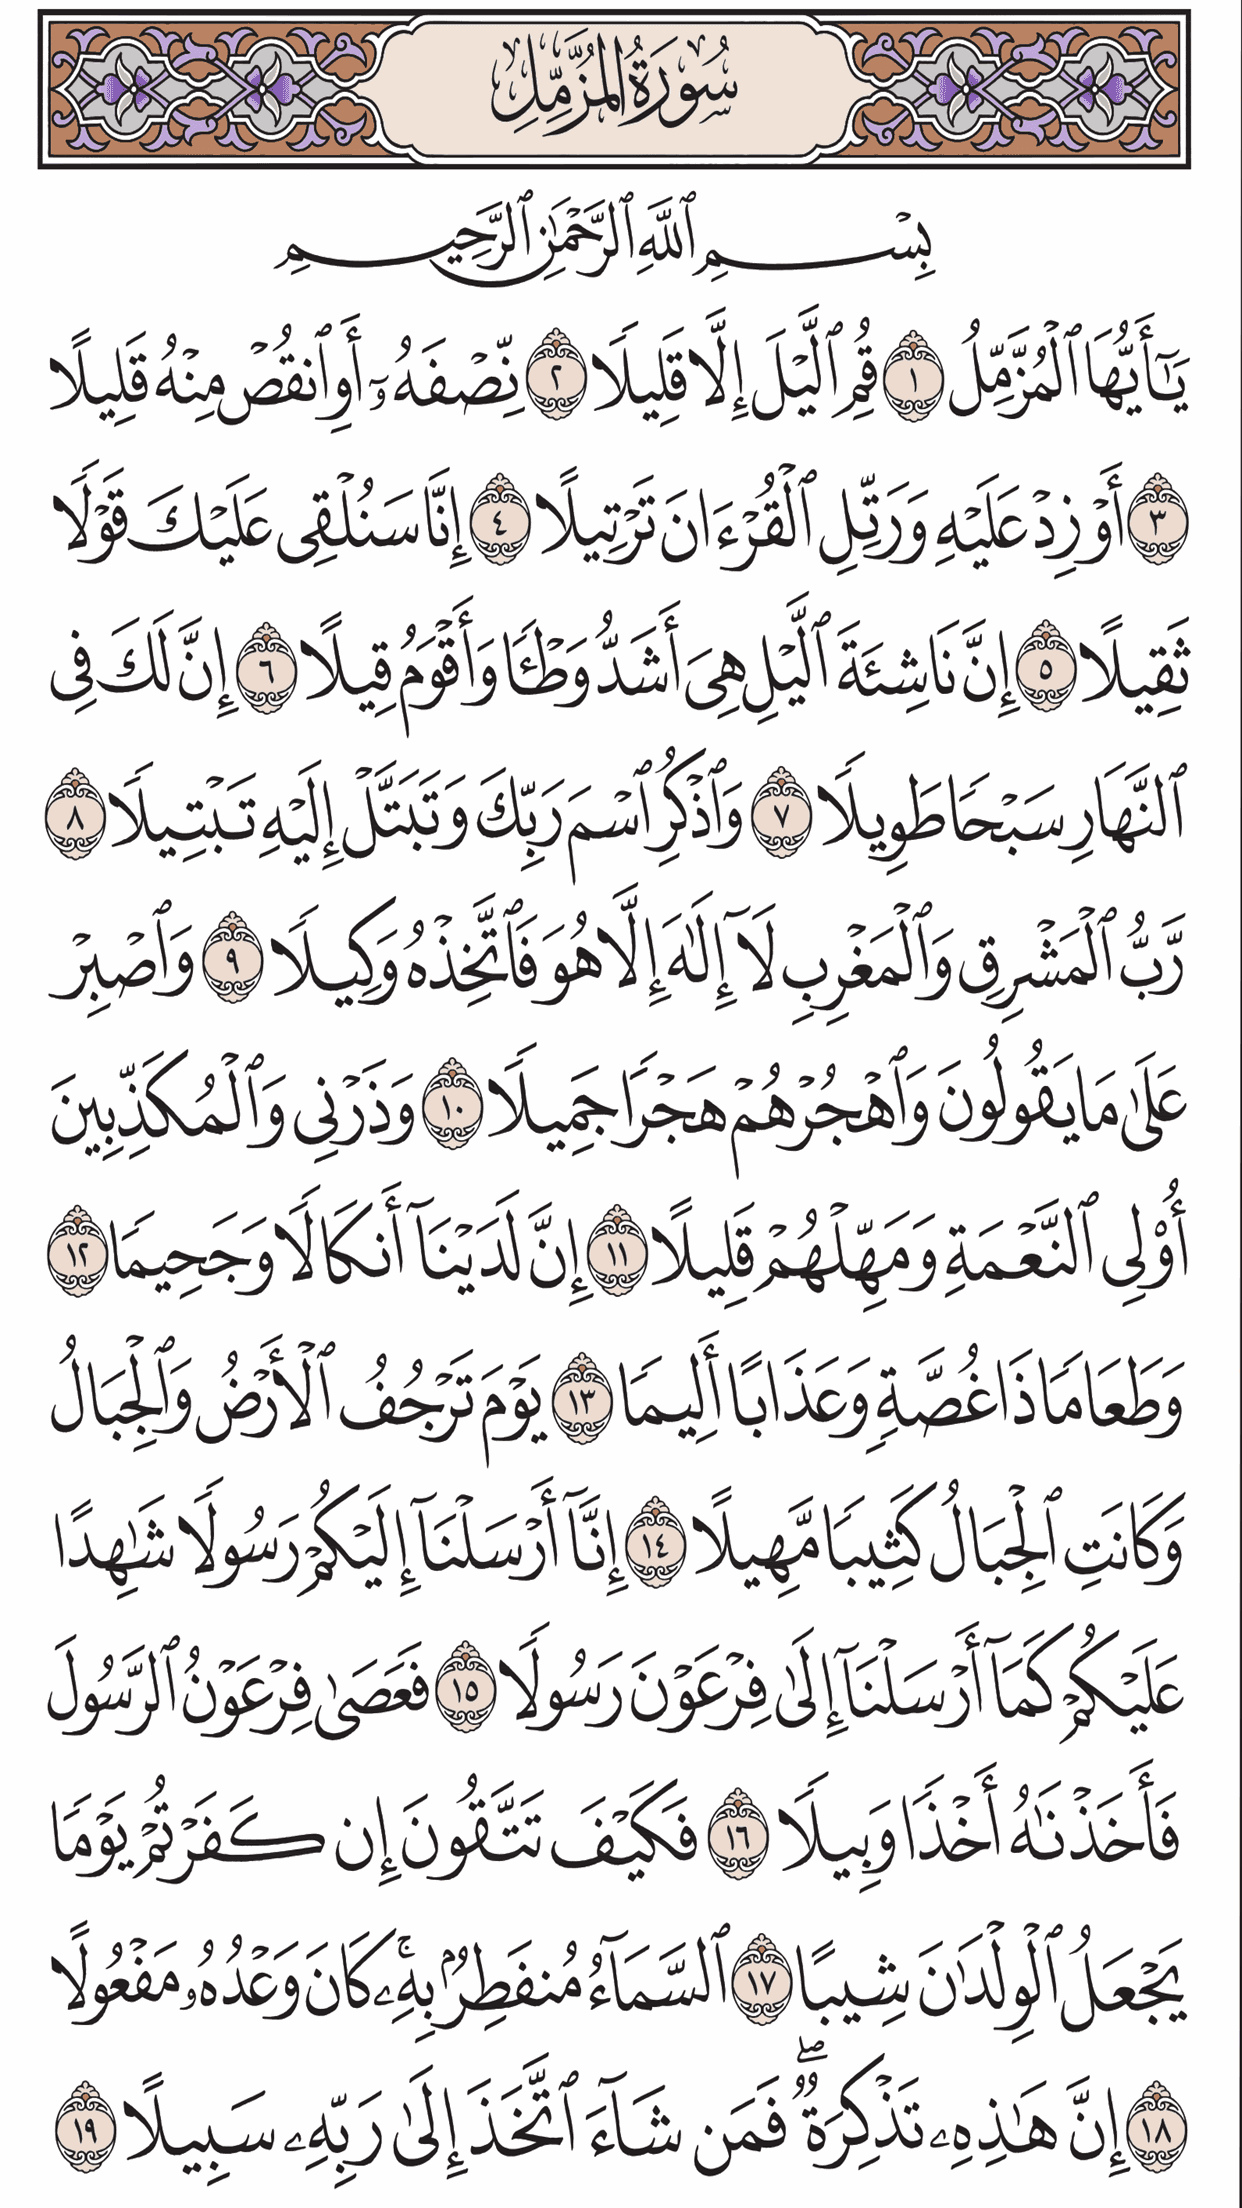 سُورَةُ الْمُزَّمِّلِ
بِسْمِ ٱللَّهِ ٱلرَّحْمَٰنِ ٱلرَّحِيمِ
يَٰٓأَيُّهَا ٱلْمُزَّمِّلُ ١ قُمِ ٱلَّيْلَ إِلَّا قَلِيلًا ٢ نِّصْفَهُۥٓ أَوِ ٱنقُصْ مِنْهُ قَلِيلًا
٣ أَوْ زِدْ عَلَيْهِ وَرَتِّلِ ٱلْقُرْءَانَ تَرْتِيلًا ٤ إِنَّا سَنُلْقِى عَلَيْكَ قَوْلًا
ثَقِيلًا ٥ إِنَّ نَاشِئَةَ ٱلَّيْلِ هِىَ أَشَدُّ وَطْـًٔا وَأَقْوَمُ قِيلًا ٦ إِنَّ لَكَ فِى
ٱلنَّهَارِ سَبْحًا طَوِيلًا ٧ وَٱذْكُرِ ٱسْمَ رَبِّكَ وَتَبَتَّلْ إِلَيْهِ تَبْتِيلًا ٨
رَّبُّ ٱلْمَشْرِقِ وَٱلْمَغْرِبِ لَآ إِلَٰهَ إِلَّا هُوَ فَٱتَّخِذْهُ وَكِيلًا ٩ وَٱصْبِرْ
عَلَىٰ مَا يَقُولُونَ وَٱهْجُرْهُمْ هَجْرًا جَمِيلًا ١٠ وَذَرْنِى وَٱلْمُكَذِّبِينَ
أُو۟لِى ٱلنَّعْمَةِ وَمَهِّلْهُمْ قَلِيلًا ١١ إِنَّ لَدَيْنَآ أَنكَالًا وَجَحِيمًا ١٢
وَطَعَامًا ذَا غُصَّةٍ وَعَذَابًا أَلِيمًا ١٣ يَوْمَ تَرْجُفُ ٱلْأَرْضُ وَٱلْجِبَالُ
وَكَانَتِ ٱلْجِبَالُ كَثِيبًا مَّهِيلًا ١٤ إِنَّآ أَرْسَلْنَآ إِلَيْكُمْ رَسُولًا شَٰهِدًا
عَلَيْكُمْ كَمَآ أَرْسَلْنَآ إِلَىٰ فِرْعَوْنَ رَسُولًا ١٥ فَعَصَىٰ فِرْعَوْنُ ٱلرَّسُولَ
فَأَخَذْنَٰهُ أَخْذًا وَبِيلًا ١٦ فَكَيْفَ تَتَّقُونَ إِن كَفَرْتُمْ يَوْمًا
يَجْعَلُ ٱلْوِلْدَٰنَ شِيبًا ١٧ ٱلسَّمَآءُ مُنفَطِرٌۢ بِهِۦۚ كَانَ وَعْدُهُۥ مَفْعُولًا
١٨ إِنَّ هَٰذِهِۦ تَذْكِرَةٌۖ فَمَن شَآءَ ٱتَّخَذَ إِلَىٰ رَبِّهِۦ سَبِيلًا ١٩